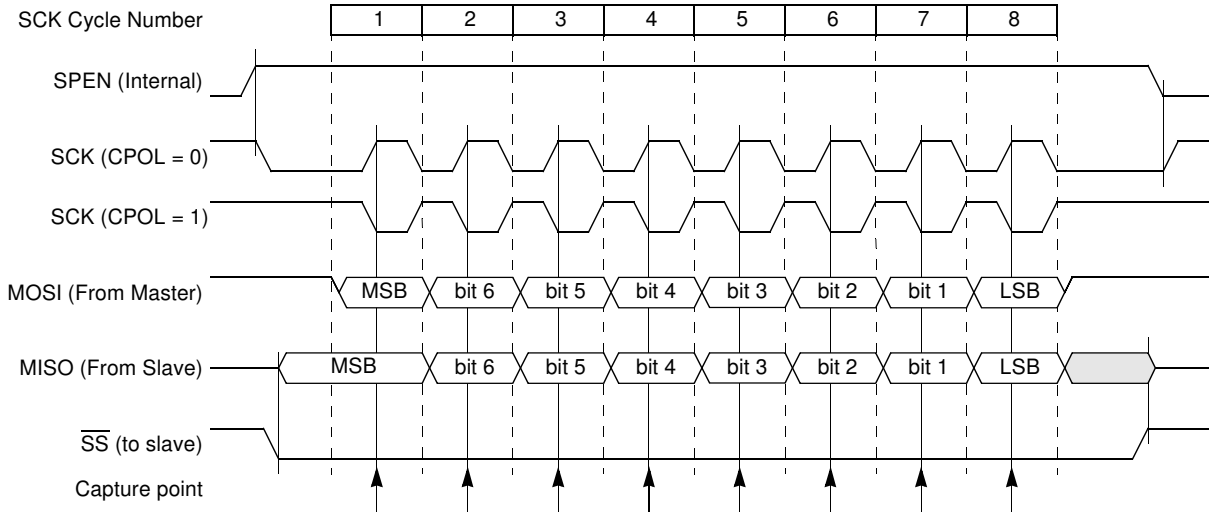 SCK Cycle Number 1 2 3 4 5 6 7 8
SPEN (Internal)
SCK (CPOL = 0)
SCK (CPOL = 1)
MOSI (From Master) MSB bit 6 bit 5 bit 4 bit 3 bit 2 bit 1 LSB
MISO (From Slave) MSB bit 6 bit 5 bit 4 bit 3 bit 2 bit 1 LSB
SS (to slave)
Capture point